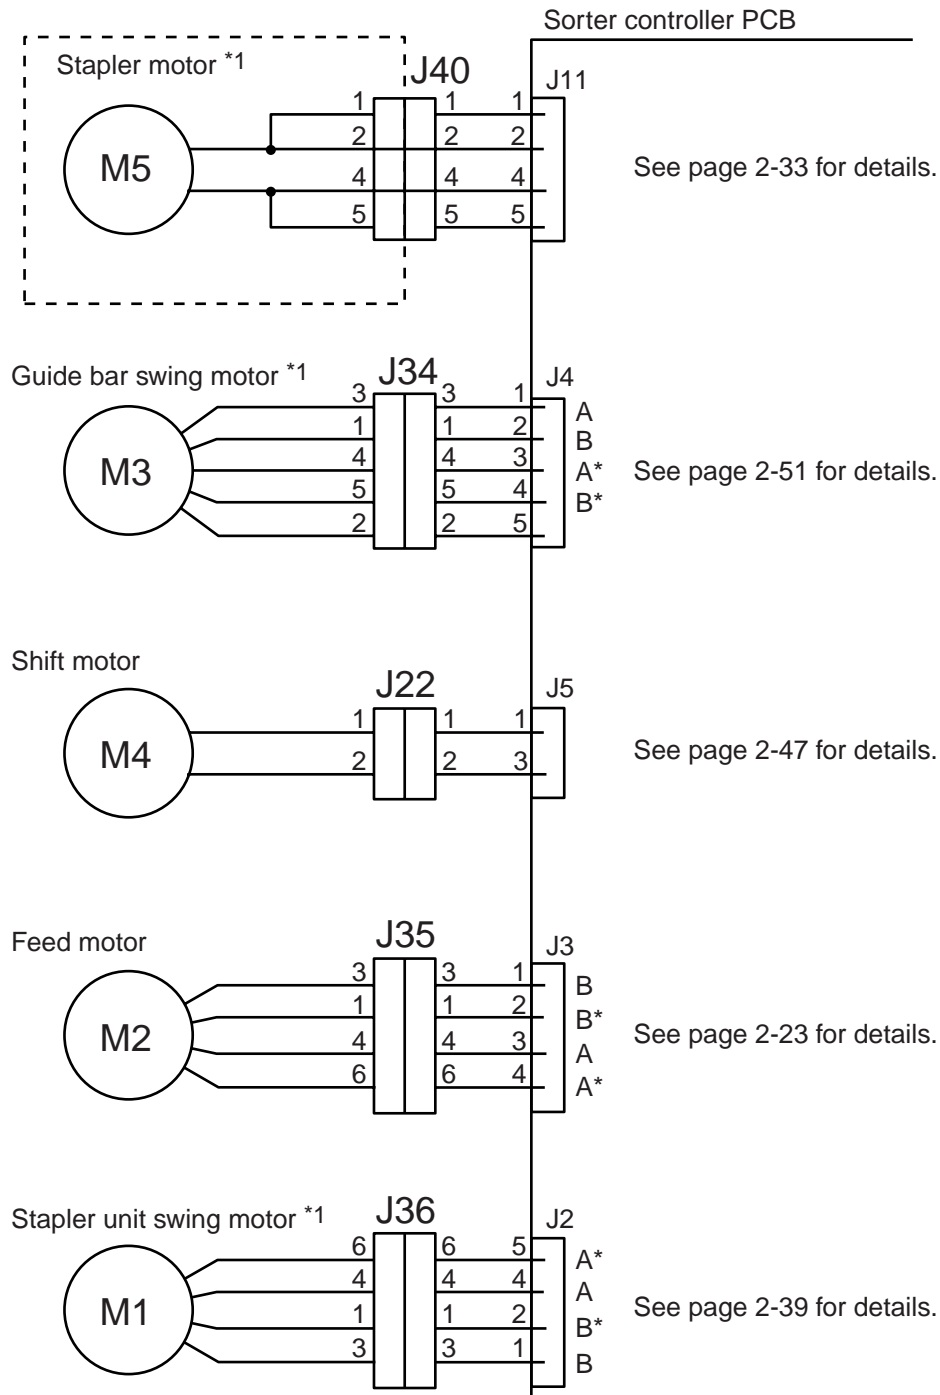 Sorter controller PCB
Stapler motor *1
J40
J11
M5
1 1 1
2 2 2
4 4 4
5 5 5
See page 2-33 for details.
Guide bar swing motor *1
J34
J4
M3
3 3 1 A
1 1 2 B
4 4 3 A*
5 5 4 B*
2 2 5
See page 2-51 for details.
Shift motor
J22
J5
M4
1 1 1
2 2 3
See page 2-47 for details.
Feed motor
J35
J3
M2
3 3 1 B
1 1 2 B*
4 4 3 A
6 6 4 A*
See page 2-23 for details.
Stapler unit swing motor *1
J36
J2
M1
6 6 5 A*
4 4 4 A
1 1 2 B*
3 3 1 B
See page 2-39 for details.